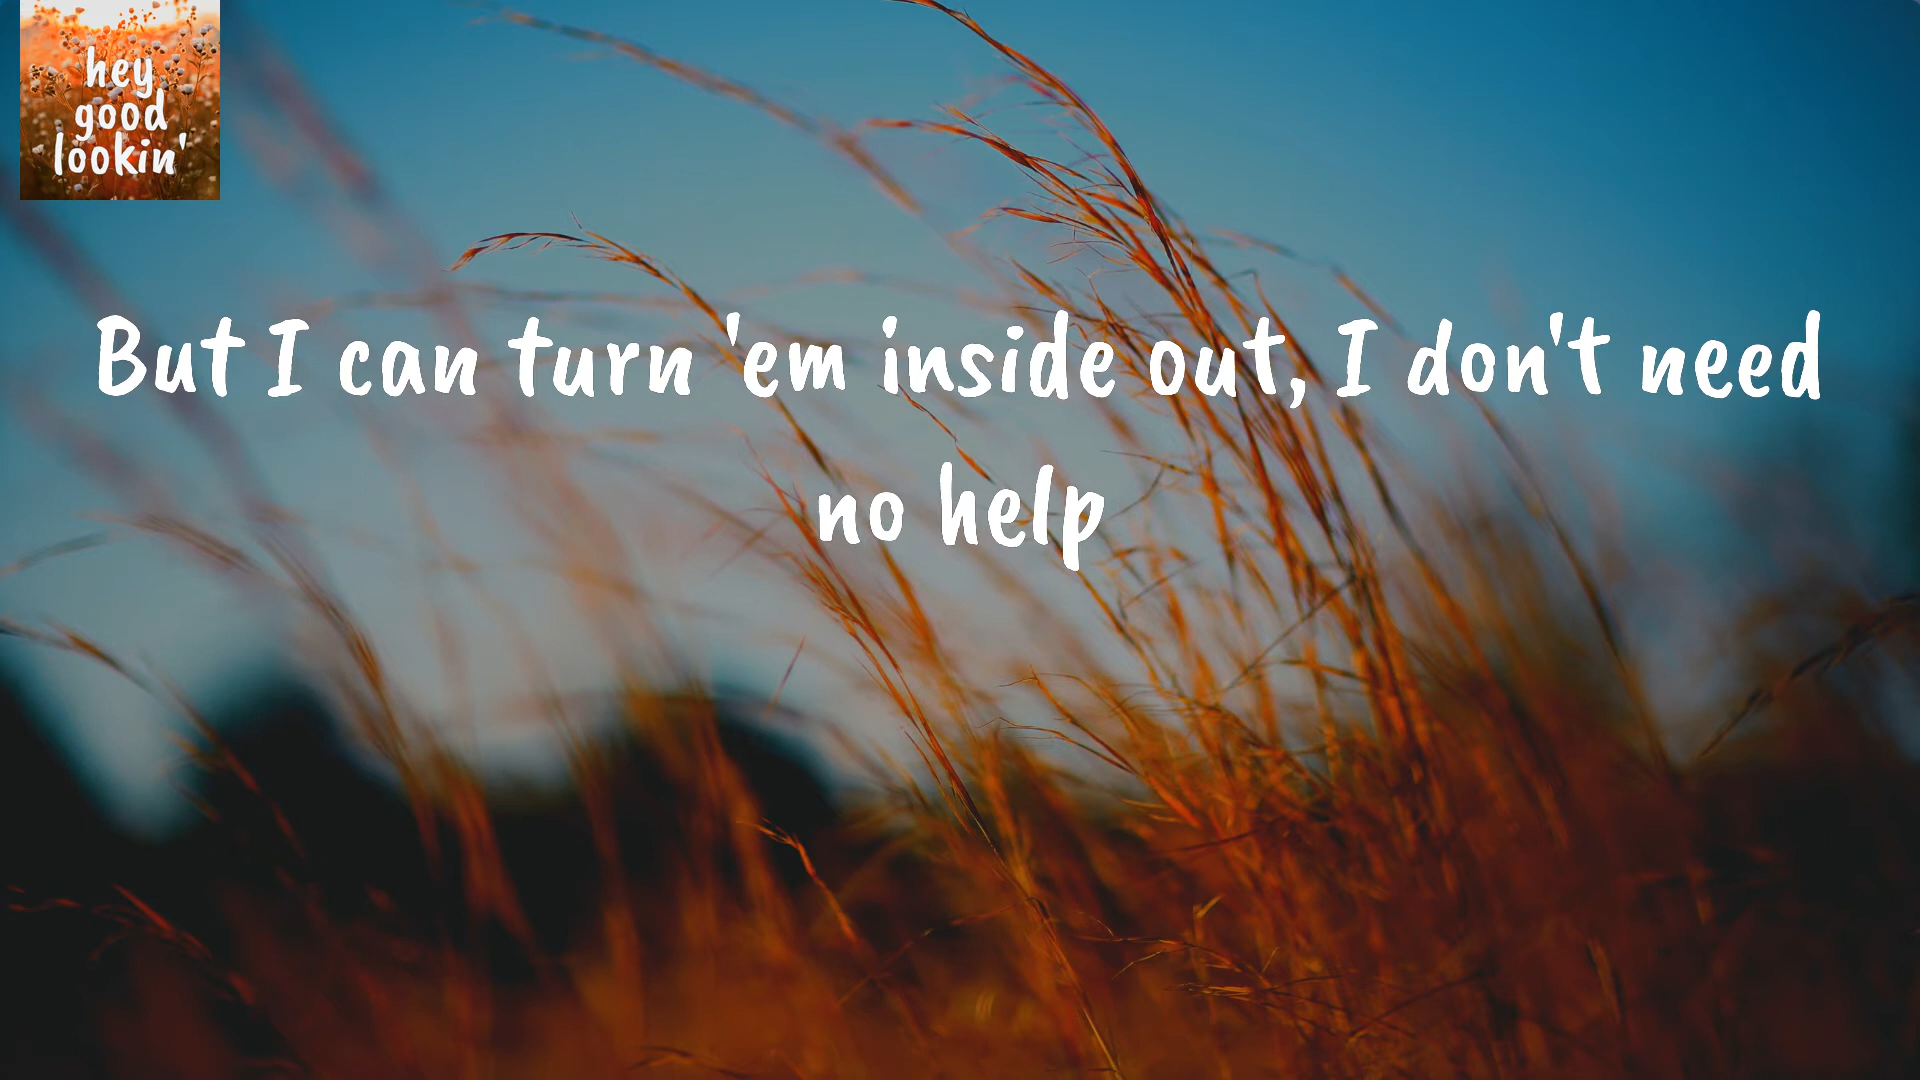 hey
good
lookin'
But I can turn 'em inside out, I don't need
no help